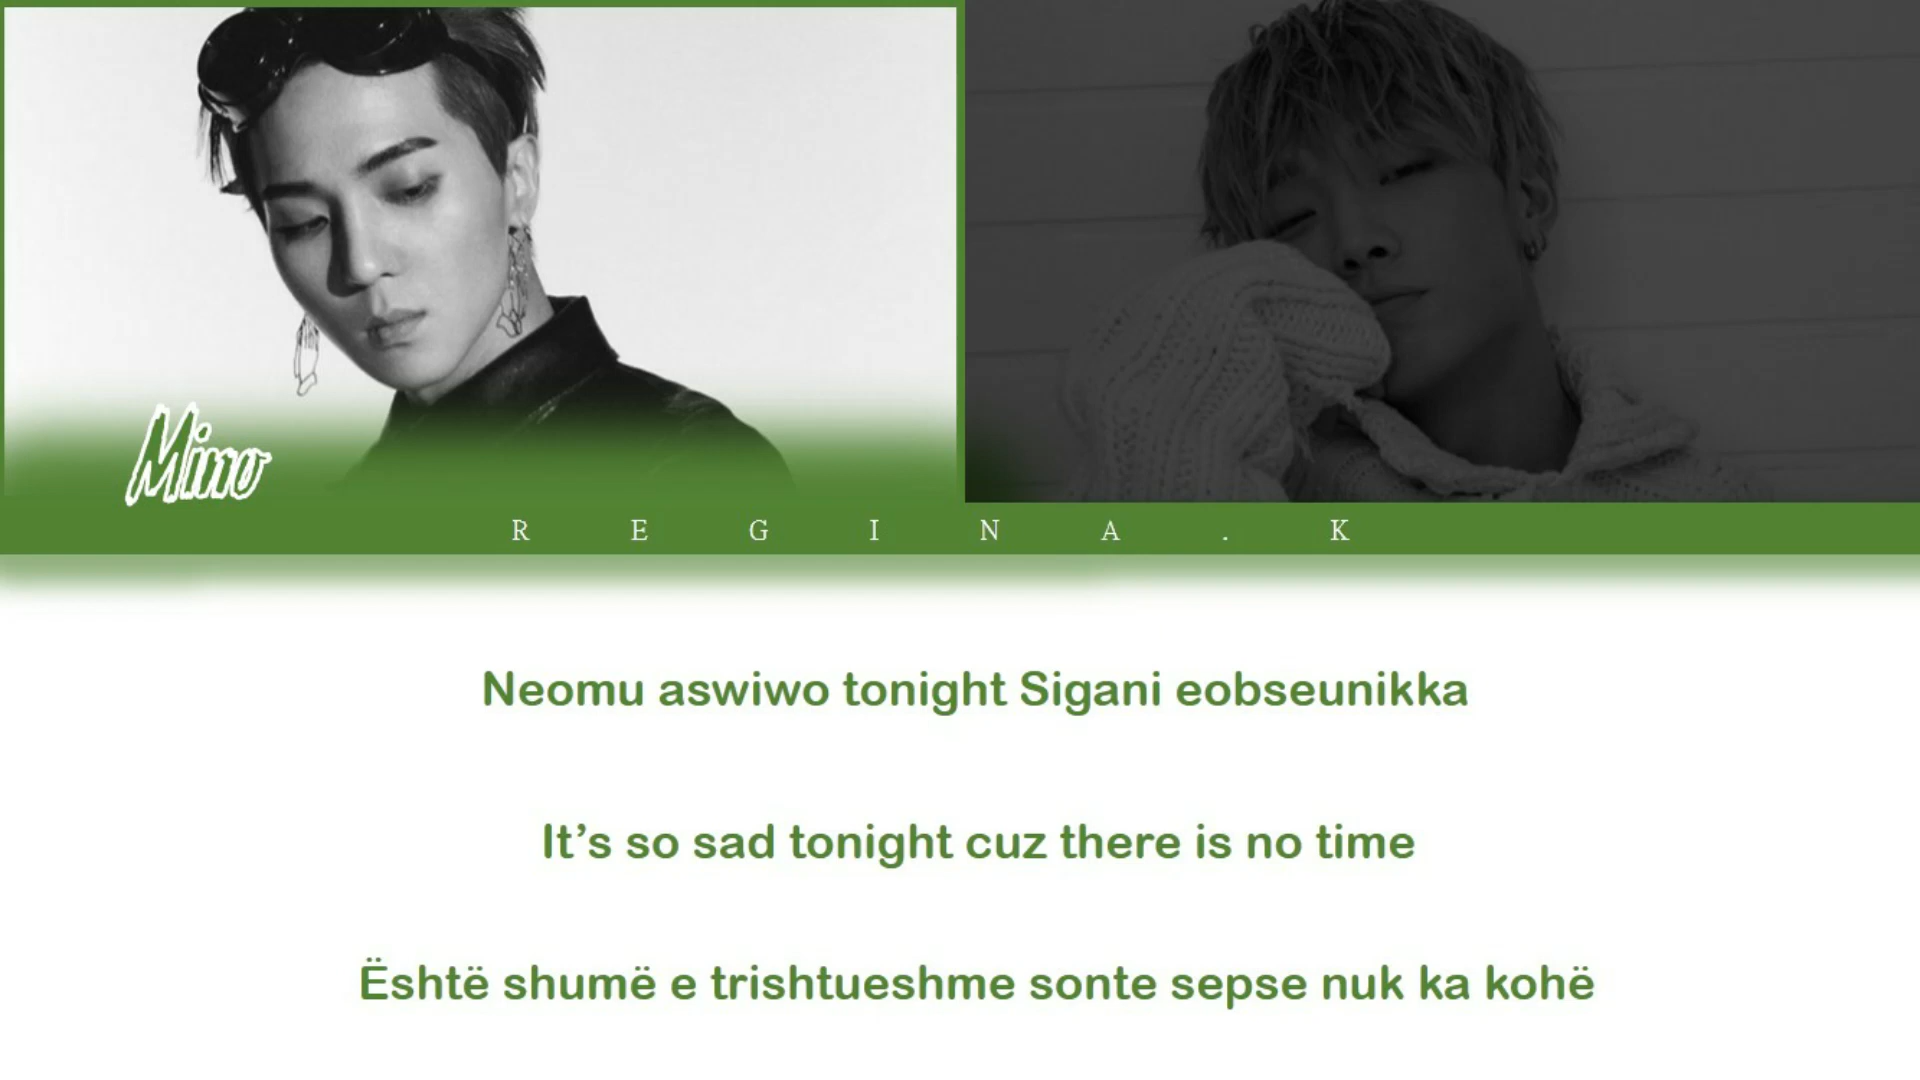 Mino
R E G I N A . K
Neomu aswiwo tonight Sigani eobseunikka
It’s so sad tonight cuz there is no time
Është shumë e trishtueshme sonte sepse nuk ka kohë